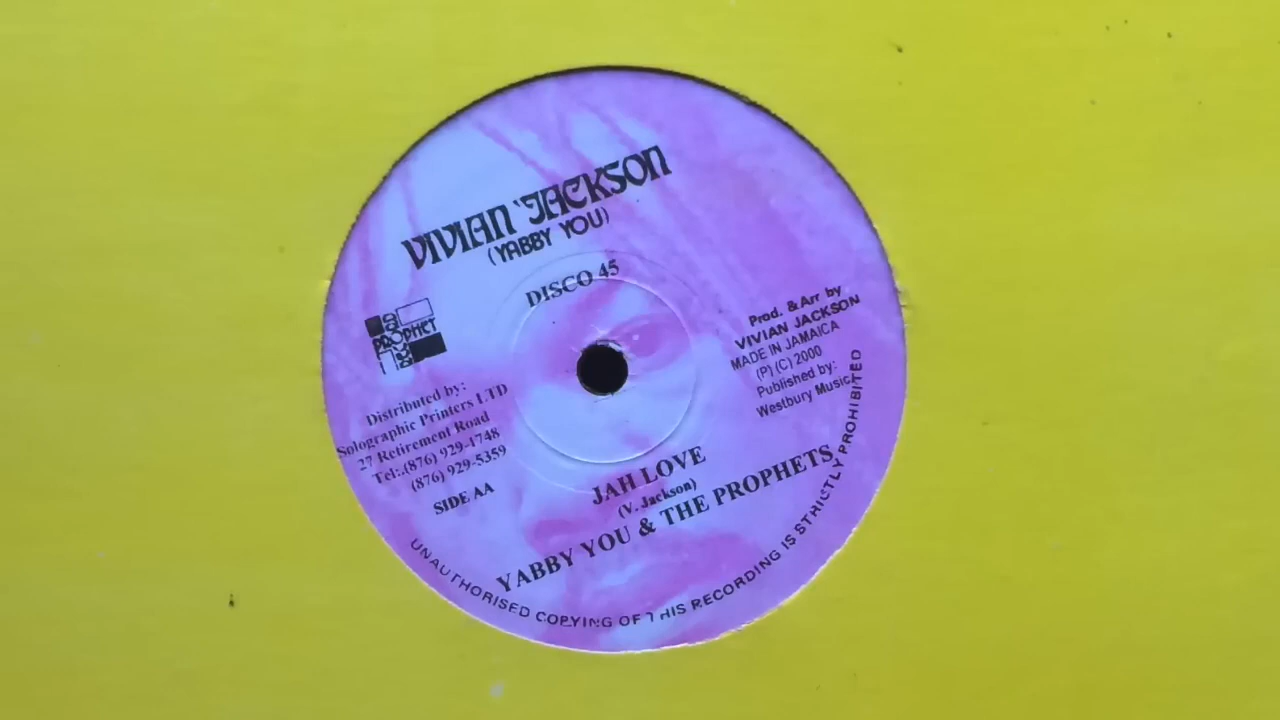 VIVIAN JACKSON
(YABBY YOU)
DISCO 45
PROPHET
Distributed by:
Solographic Printers LTD
27 Retirement Road
Tel:.(876) 929-1748
(876) 929-5359
SIDE AA
Prod. & Arr by
VIVIAN JACKSON
MADE IN JAMAICA
(P) (C) 2000
Published by:
Westbury Music
JAH LOVE
(V. Jackson)
YABBY YOU & THE PROPHETS
UNAUTHORISED COPYING OF THIS RECORDING IS STRICTLY PROHIBITED